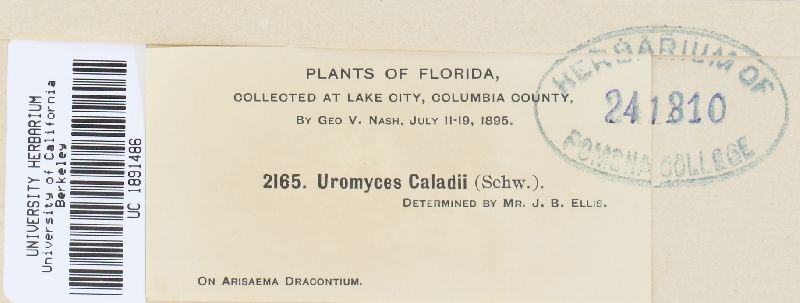 PLANTS OF FLORIDA,
COLLECTED AT LAKE CITY, COLUMBIA COUNTY,
BY GEO V. NASH, JULY 11-19, 1895.
2165. Uromyces Caladii (Schw.).
DETERMINED BY MR. J. B. ELLIS.
ON ARISAEMA DRACONTIUM.
UNIVERSITY HERBARIUM
University of California
Berkeley
UC 1891486
HERBARIUM OF
241310
POMONA COLLEGE